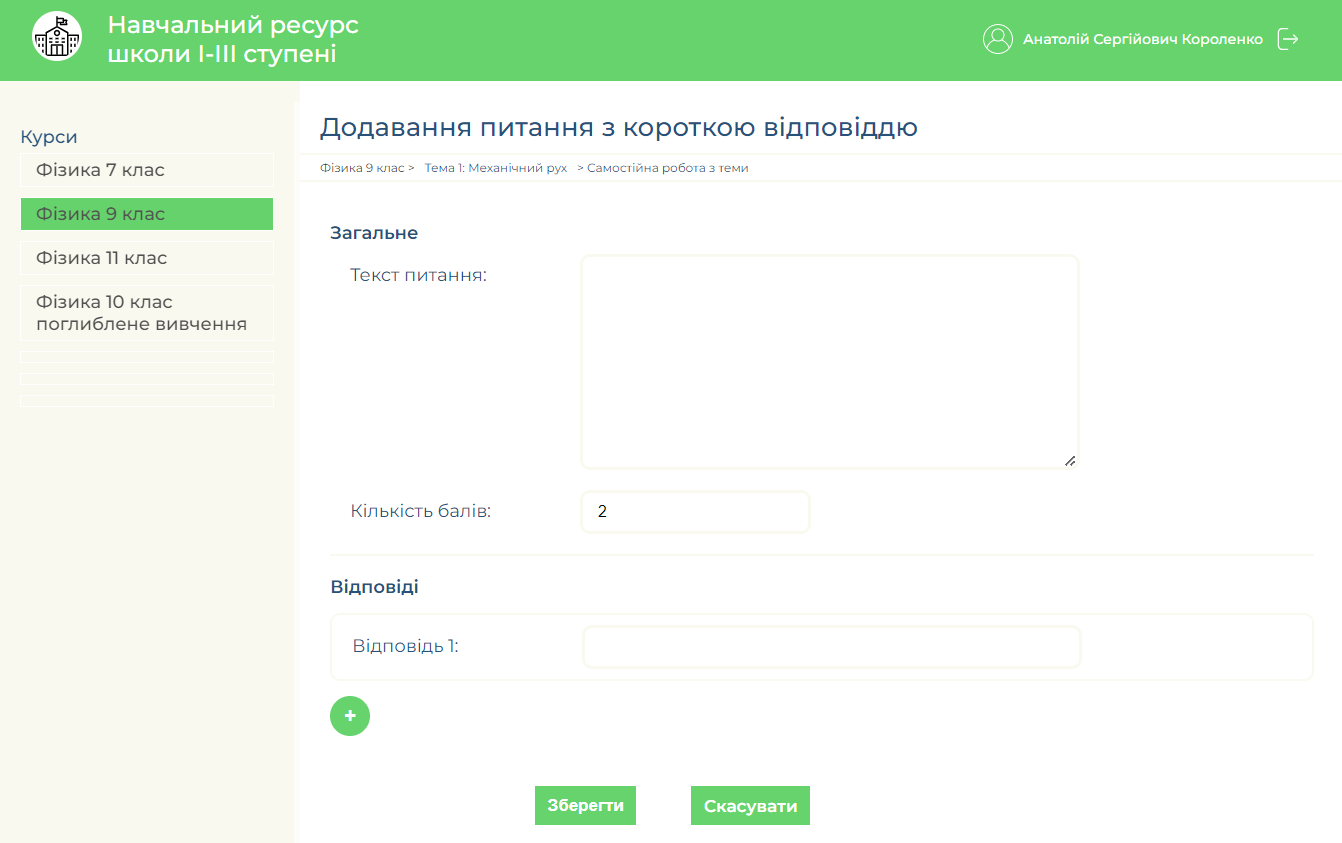 Навчальний ресурс
школи І-ІІІ ступені
Анатолій Сергійович Короленко
Курси
Фізика 7 клас
Фізика 9 клас
Фізика 11 клас
Фізика 10 клас
поглиблене вивчення
Додавання питання з короткою відповіддю
Фізика 9 клас > Тема 1: Механічний рух > Самостійна робота з теми
Загальне
Текст питання:
Кількість балів: 2
Відповіді
Відповідь 1:
+
Зберегти Скасувати